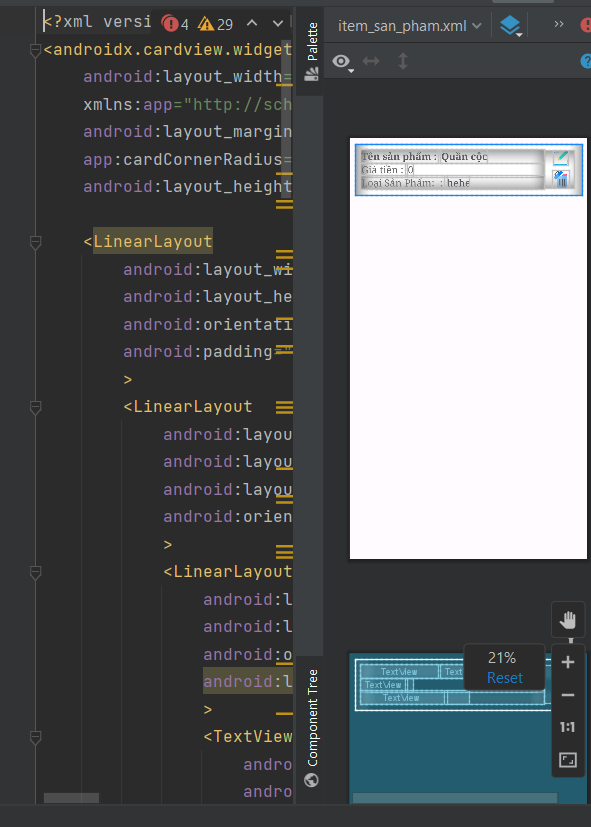 <?xml versi
4
29
<androidx.cardview.widget
android:layout_width=
xmlns:app="http://sch
android:layout_margin
app:cardCornerRadius=
android:layout_height
<LinearLayout
android:layout_wi
android:layout_he
android:orientati
android:padding="
>
<LinearLayout
android:layou
android:layou
android:layou
android:orien
>
<LinearLayout
android:l
android:l
android:o
android:l
>
<TextView
andro
andro
Palette
Component Tree
item_san_pham.xml
Tên sản phẩm : Quần cộc
Giá tiền : 0
Loại Sản Phẩm: : hehe
21%
Reset
1:1
TextView
TextView
TextView